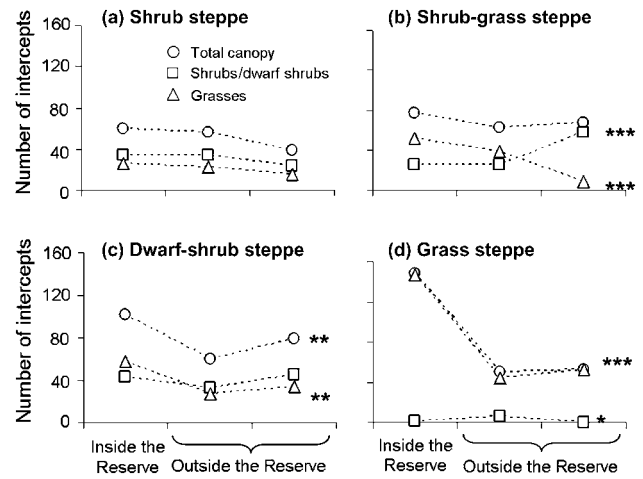 (a) Shrub steppe
(b) Shrub-grass steppe
160
120
80
40
0
Number of intercepts
Total canopy
Shrubs/dwarf shrubs
Grasses
***
***
(c) Dwarf-shrub steppe
(d) Grass steppe
160
120
80
40
0
Number of intercepts
**
**
***
*
Inside the
Reserve
Outside the Reserve
Inside the
Reserve
Outside the Reserve